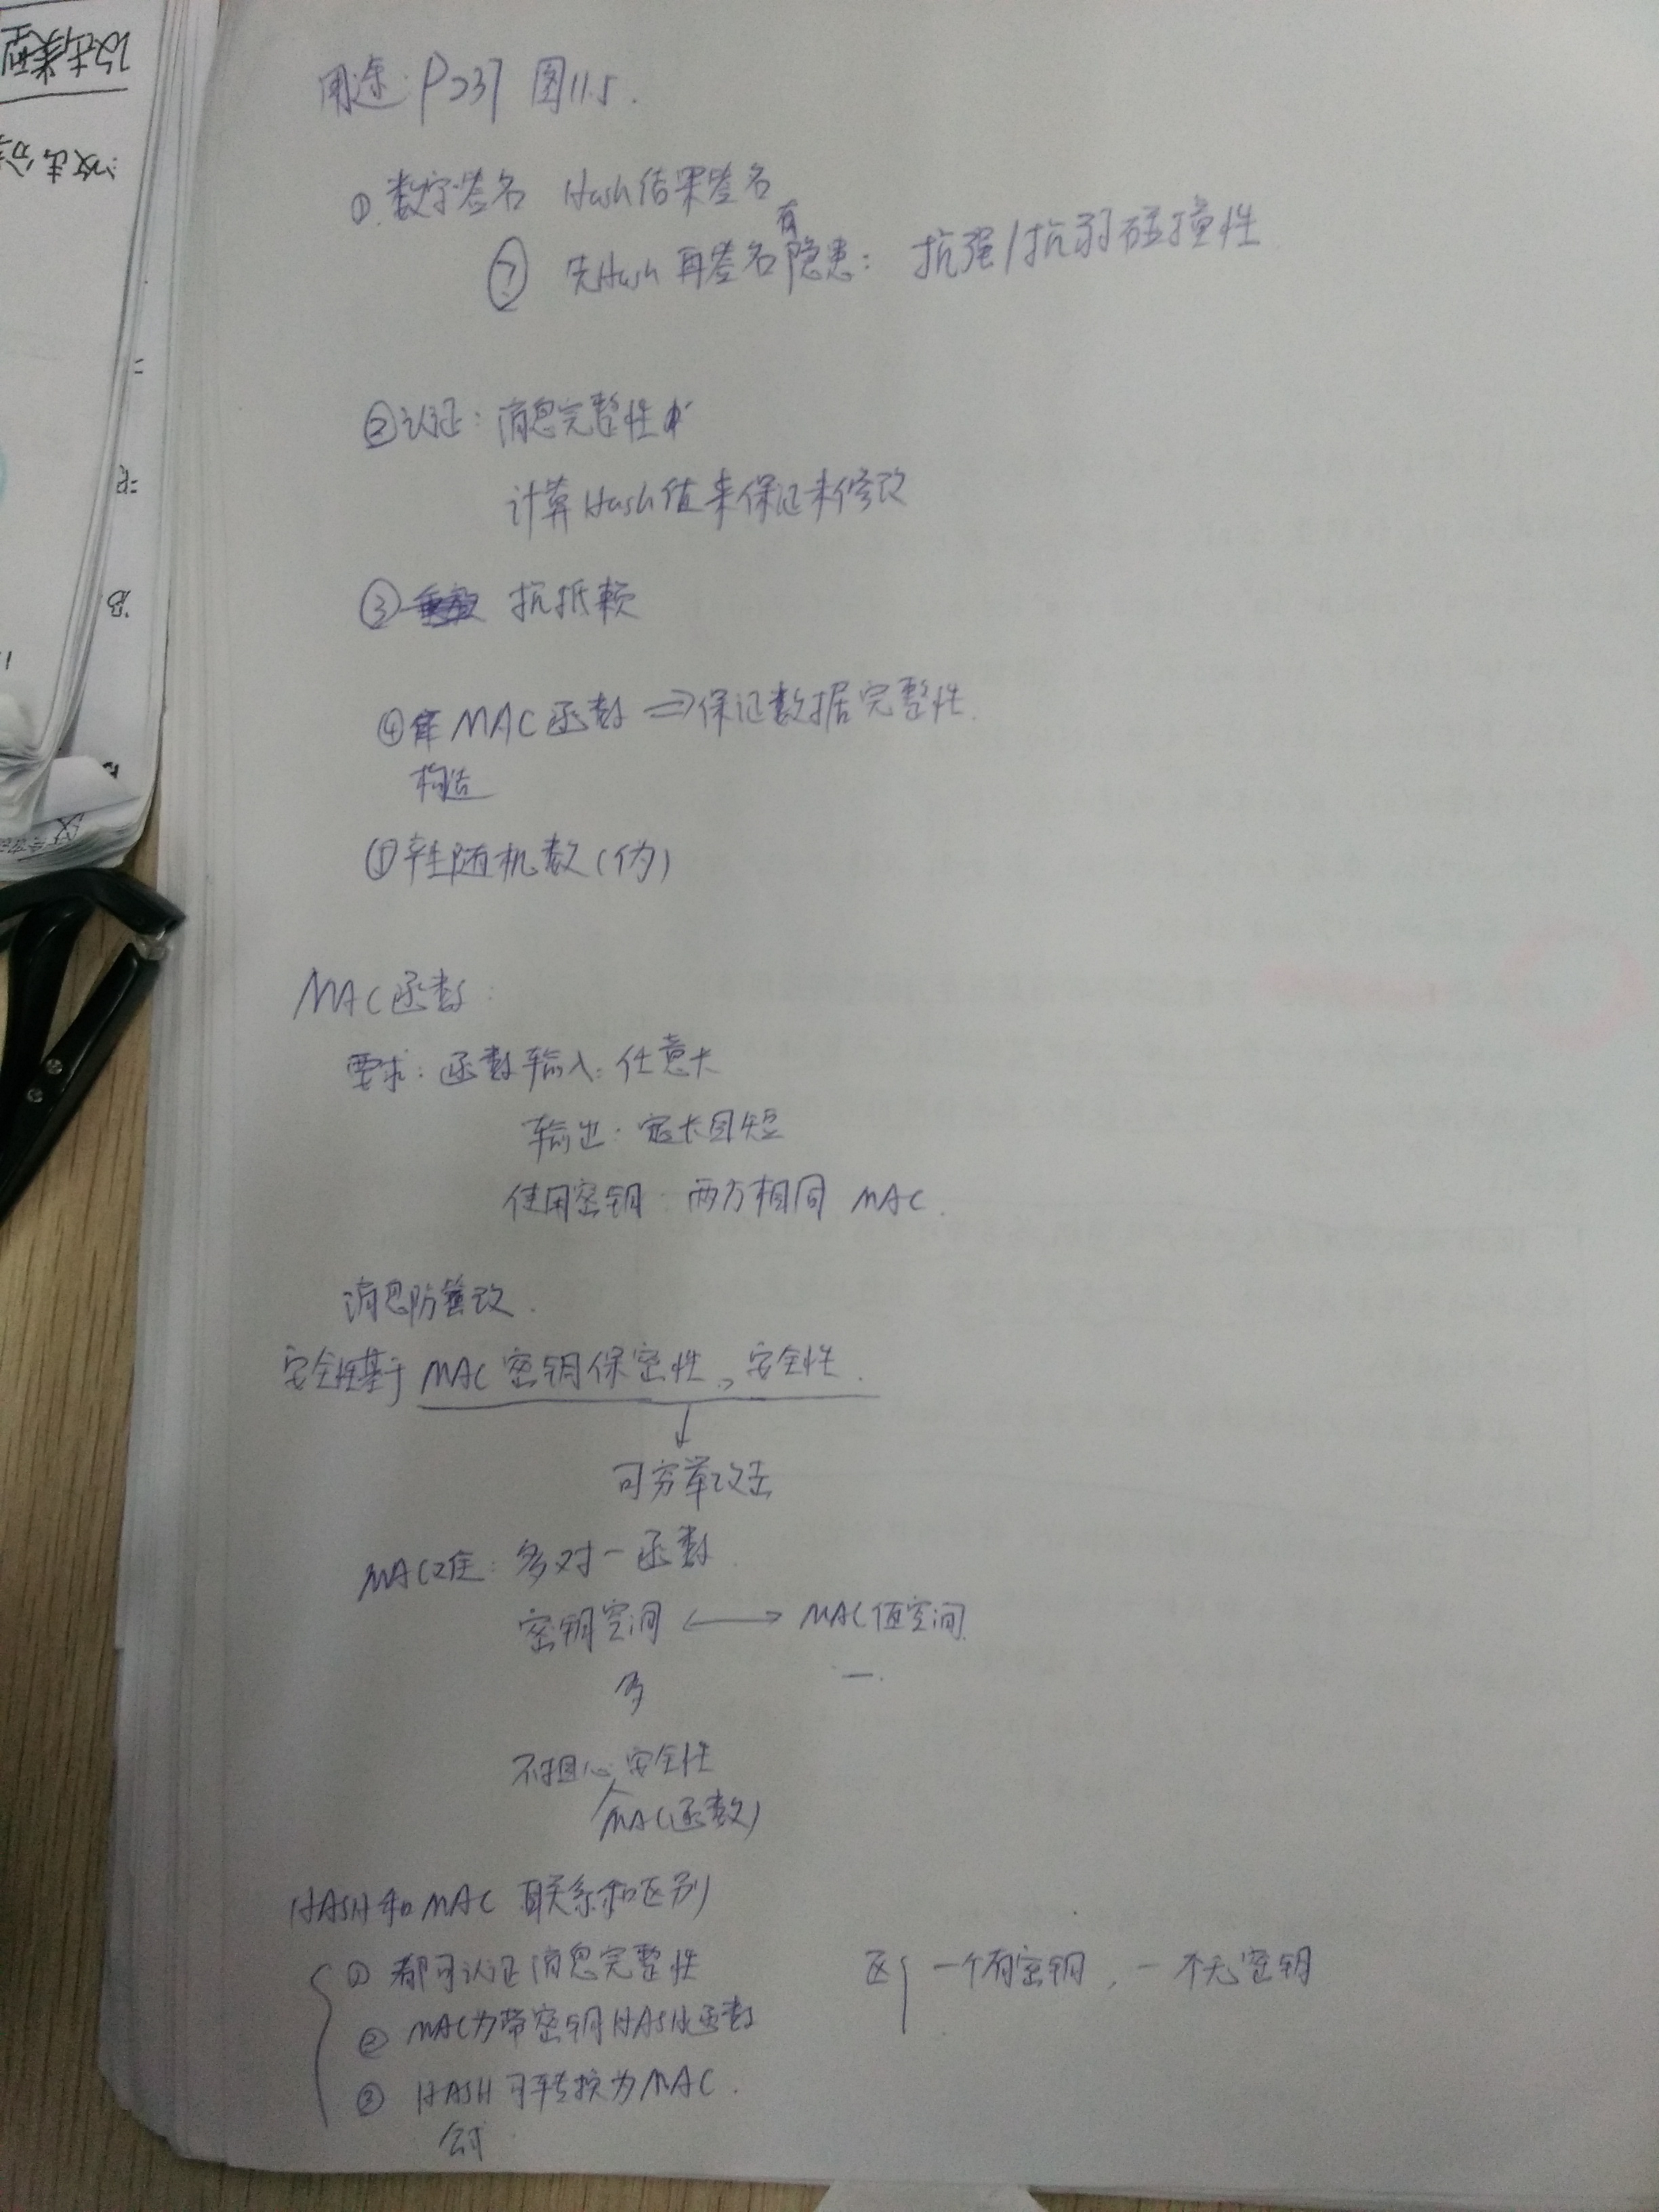 用途: P237 图11.5.
①. 数字签名 Hash结果签名
⑦ 先Hash 再签名有隐患: 抗强/抗弱碰撞性
②认证: 消息完整性
计算Hash值来保证未修改
③ 抗抵赖
④ MAC函数 ⇒保证数据完整性.
构造
⑤ 产生随机数(伪)
MAC函数:
要求: 函数输入: 任意长
输出: 定长且短
使用密钥: 两方相同 MAC.
消息防篡改.
安全性基于 MAC密钥保密性、安全性.
↓
可穷举攻击
MAC难: 多对一函数.
密钥空间 ←→ MAC值空间.
多 一.
不担心安全性
MAC函数)
HASH和MAC 联系和区别
① 都可认证消息完整性
区 一个有密钥, 一个无密钥
② MAC为带密钥HASH函数
③ HASH可转换为MAC.